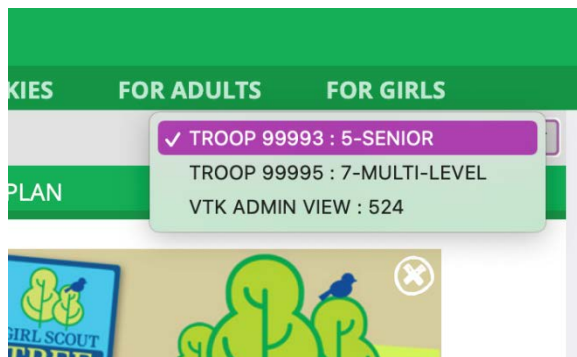 KIES FOR ADULTS FOR GIRLS
✓ TROOP 99993 : 5-SENIOR
TROOP 99995 : 7-MULTI-LEVEL
PLAN
VTK ADMIN VIEW : 524
GIRL SCOUT
TREE